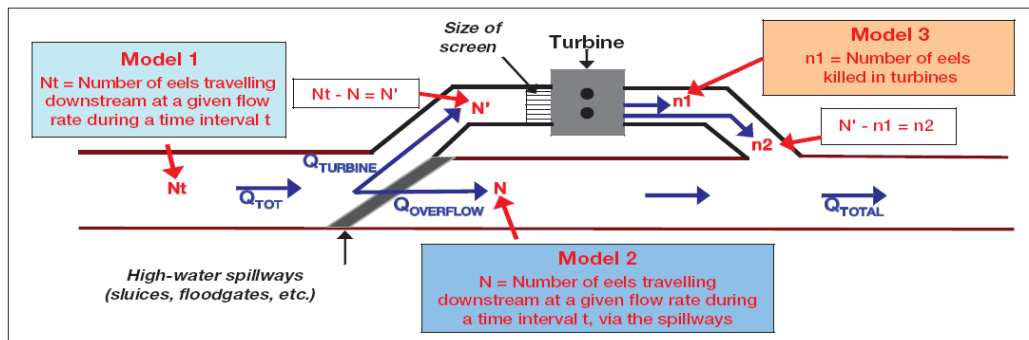 Model 1
Nt = Number of eels travelling
downstream at a given flow
rate during a time interval t
Size of
screen
Turbine
Model 3
n1 = Number of eels
killed in turbines
Nt - N = N'
N'
n1
N' - n1 = n2
n2
QTURBINE
Nt
QTOT
QOVERFLOW
N
QTOTAL
High-water spillways
(sluices, floodgates, etc.)
Model 2
N = Number of eels travelling
downstream at a given flow rate during
a time interval t, via the spillways